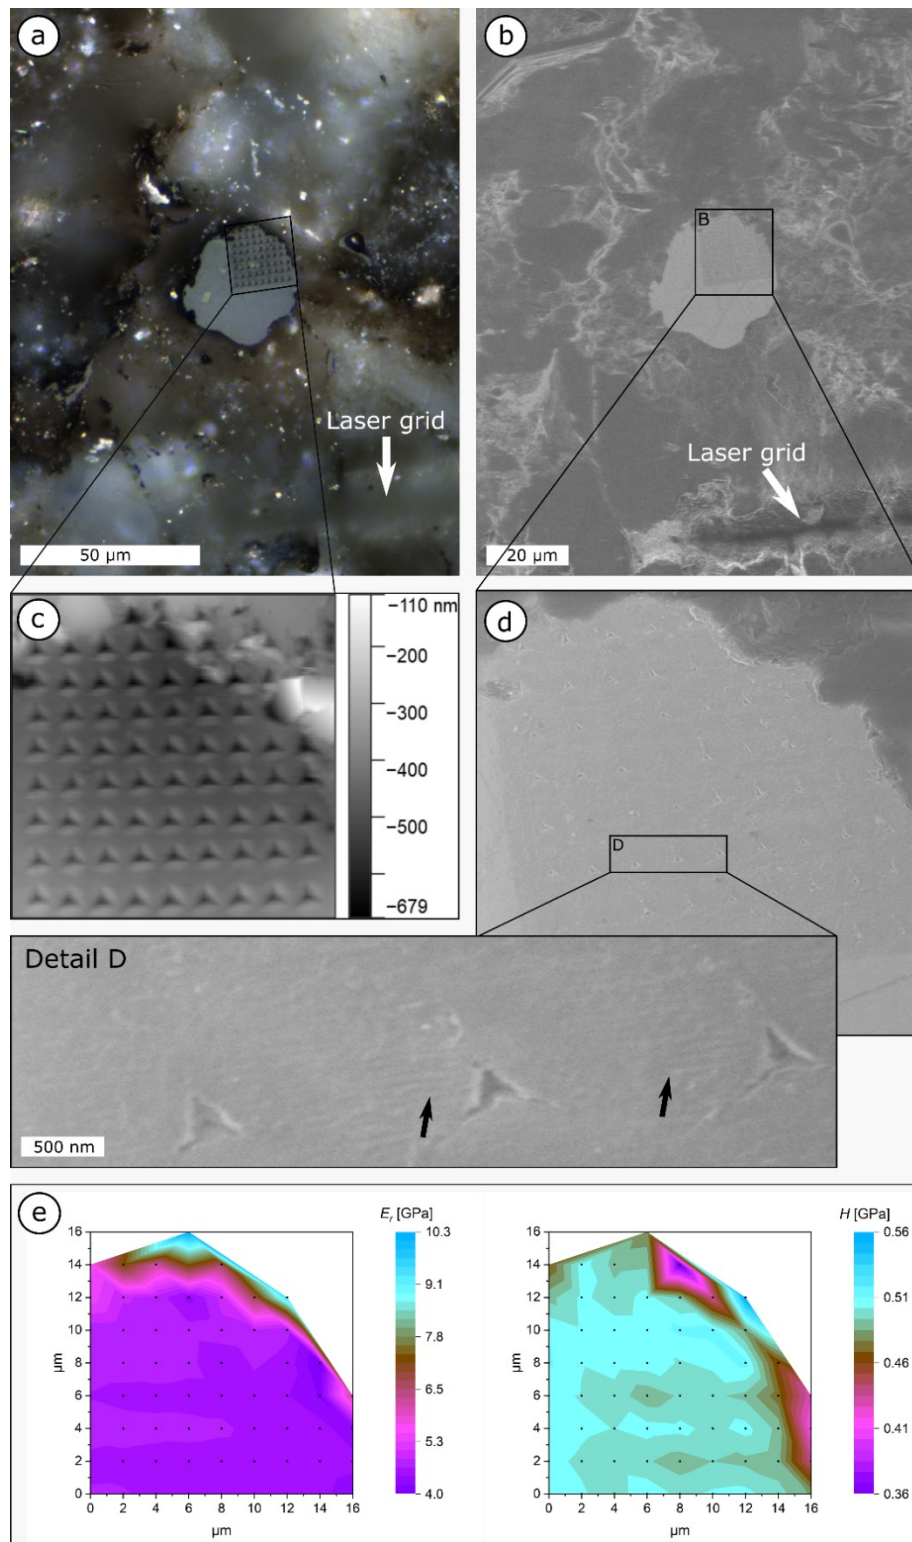 a
Laser grid
50 µm
b
B
Laser grid
20 µm
c
−110 nm
−200
−300
−400
−500
−679
d
D
Detail D
500 nm
e
Er [GPa]
10.3
9.1
7.8
6.5
5.3
4.0
16
14
12
10
8
6
4
2
0
µm
0 2 4 6 8 10 12 14 16
µm
H [GPa]
0.56
0.51
0.46
0.41
0.36
16
14
12
10
8
6
4
2
0
µm
0 2 4 6 8 10 12 14 16
µm